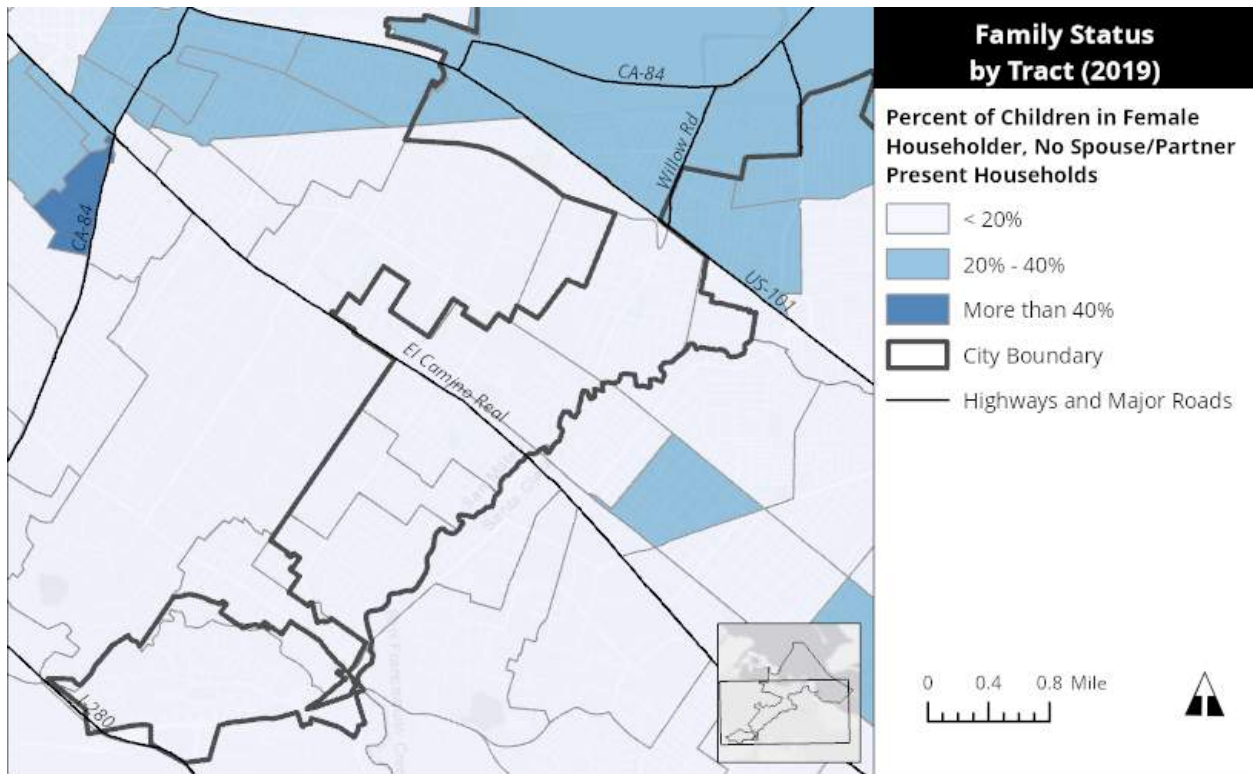 Family Status
by Tract (2019)
Percent of Children in Female
Householder, No Spouse/Partner
Present Households
< 20%
20% - 40%
More than 40%
City Boundary
Highways and Major Roads
0 0.4 0.8 Mile
CA-84
Willow Rd
CA-84
US-101
El Camino Real
I-280